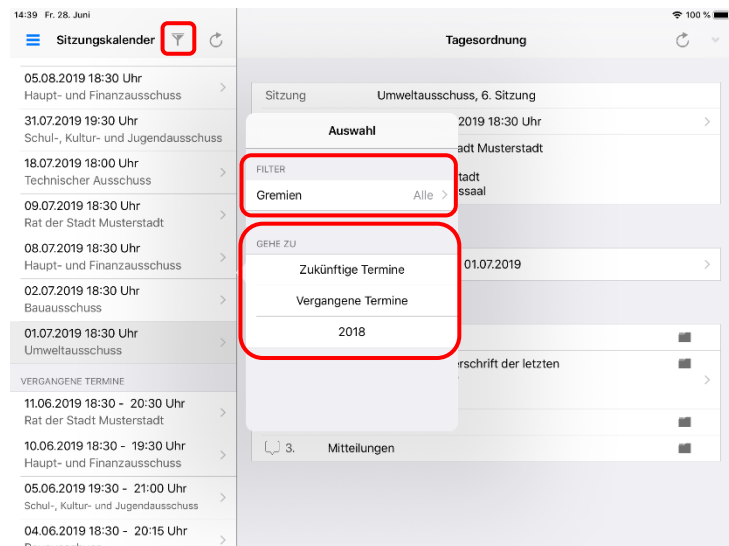 14:39 Fr. 28. Juni
100 %
Sitzungskalender
05.08.2019 18:30 Uhr
Haupt- und Finanzausschuss
31.07.2019 19:30 Uhr
Schul-, Kultur- und Jugendausschuss
18.07.2019 18:00 Uhr
Technischer Ausschuss
09.07.2019 18:30 Uhr
Rat der Stadt Musterstadt
08.07.2019 18:30 Uhr
Haupt- und Finanzausschuss
02.07.2019 18:30 Uhr
Bauausschuss
01.07.2019 18:30 Uhr
Umweltausschuss
VERGANGENE TERMINE
11.06.2019 18:30 - 20:30 Uhr
Rat der Stadt Musterstadt
10.06.2019 18:30 - 19:30 Uhr
Haupt- und Finanzausschuss
05.06.2019 19:30 - 21:00 Uhr
Schul-, Kultur- und Jugendausschuss
04.06.2019 18:30 - 20:15 Uhr
Auswahl
FILTER
Gremien Alle
GEHE ZU
Zukünftige Termine
Vergangene Termine
2018
Tagesordnung
Sitzung Umweltausschuss, 6. Sitzung
2019 18:30 Uhr
adt Musterstadt
tadt
ssaal
01.07.2019
erschrift der letzten
3. Mitteilungen